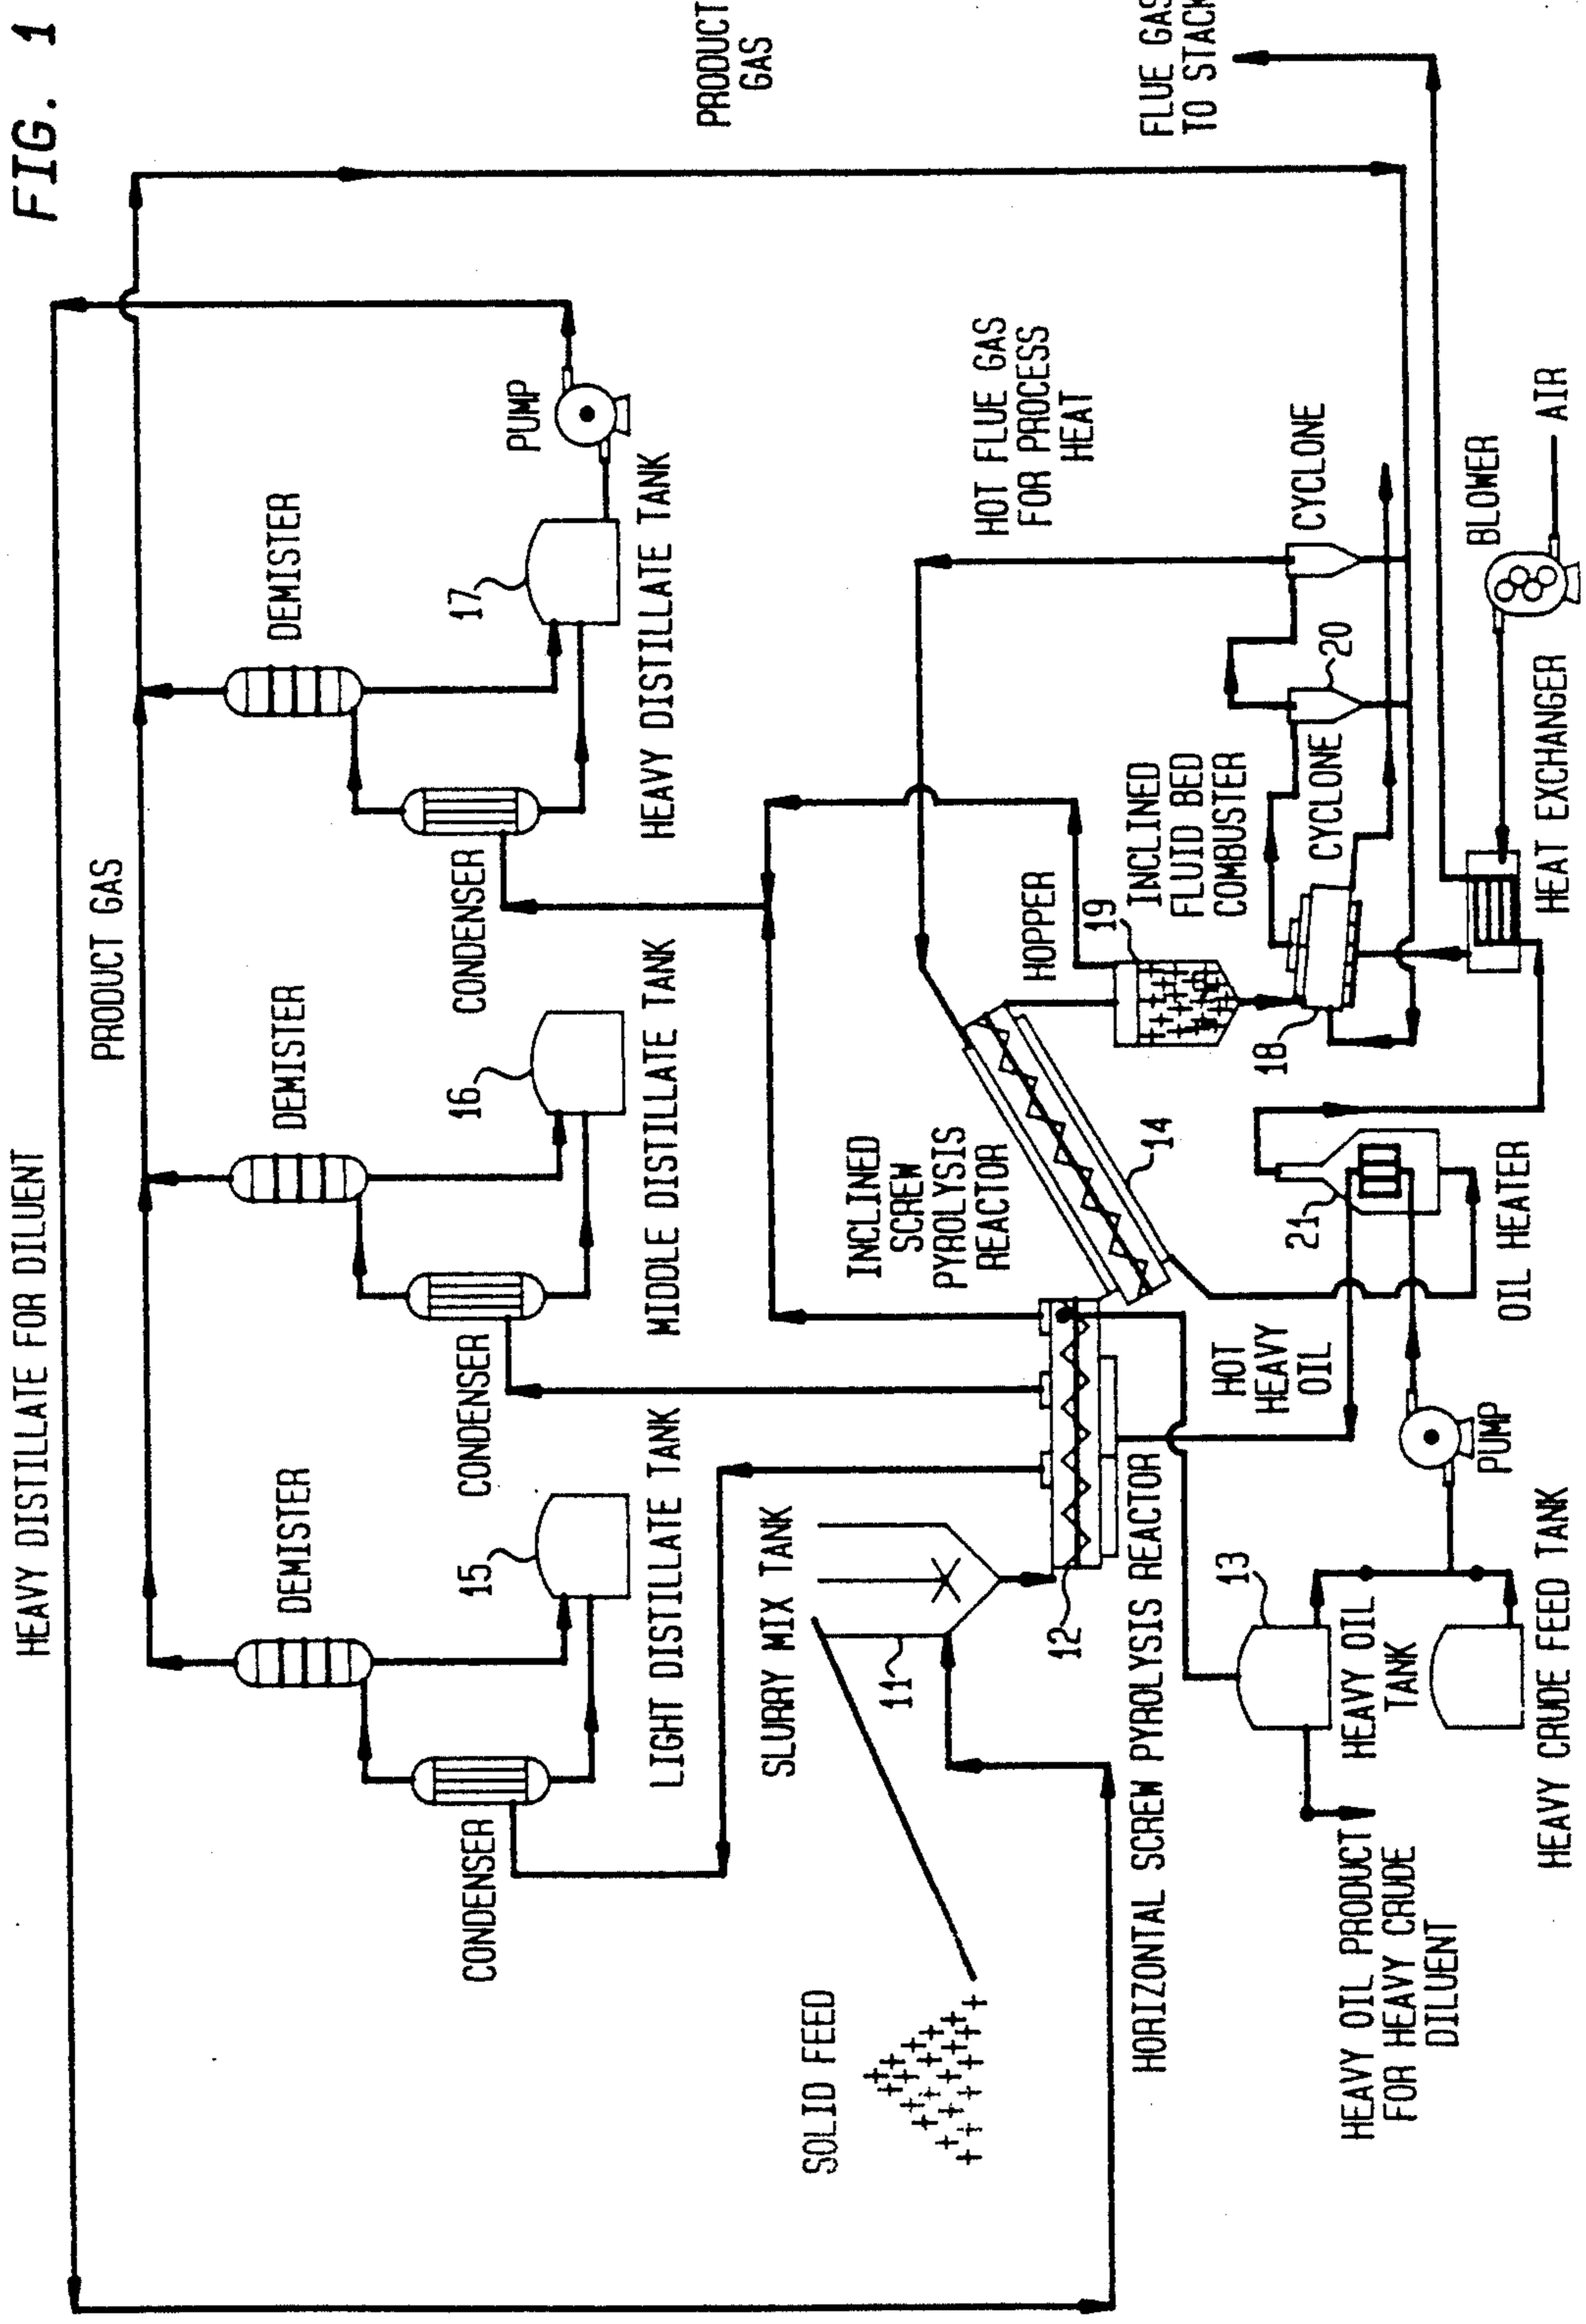 FIG. 1
HEAVY DISTILLATE FOR DILUENT
PRODUCT GAS
DEMISTER
DEMISTER
DEMISTER
PUMP
15
16
17
CONDENSER
CONDENSER
CONDENSER
LIGHT DISTILLATE TANK
MIDDLE DISTILLATE TANK
HEAVY DISTILLATE TANK
PRODUCT
GAS
SOLID FEED
SLURRY MIX TANK
11
12
INCLINED
SCREW
PYROLYSIS
REACTOR
14
HOT FLUE GAS
FOR PROCESS
HEAT
HOPPER
19
INCLINED
FLUID BED
COMBUSTER
18
CYCLONE
20
CYCLONE
FLUE GAS
TO STACK
HORIZONTAL SCREW PYROLYSIS REACTOR
13
HOT
HEAVY
OIL
21
HEAVY OIL PRODUCT
FOR HEAVY CRUDE
DILUENT
HEAVY OIL
TANK
PUMP
OIL HEATER
HEAT EXCHANGER
BLOWER
AIR
HEAVY CRUDE FEED TANK